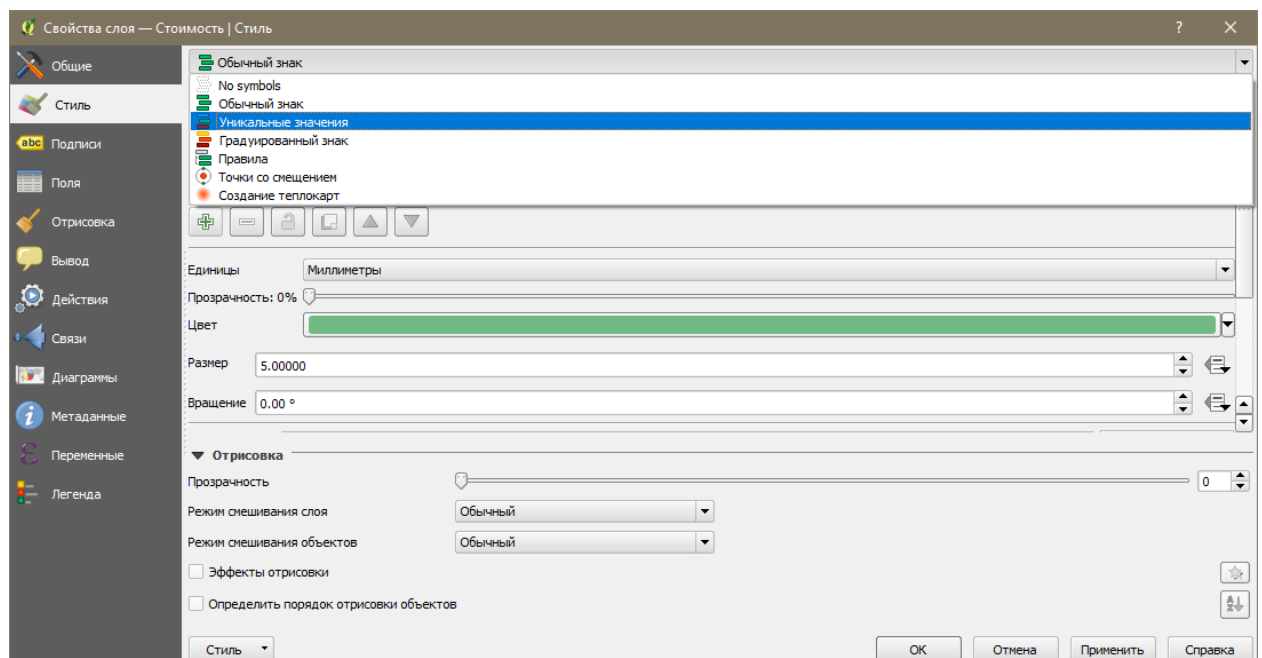 Свойства слоя — Стоимость | Стиль ? ×
Общие
Стиль
abc Подписи
Поля
Отрисовка
Вывод
Действия
Связи
Диаграммы
Метаданные
Переменные
Легенда
Обычный знак
No symbols
Обычный знак
Уникальные значения
Градуированный знак
Правила
Точки со смещением
Создание теплокарт
Единицы Миллиметры
Прозрачность: 0%
Цвет
Размер 5.00000
Вращение 0.00 °
Отрисовка
Прозрачность 0
Режим смешивания слоя Обычный
Режим смешивания объектов Обычный
Эффекты отрисовки
Определить порядок отрисовки объектов
Стиль OK Отмена Применить Справка